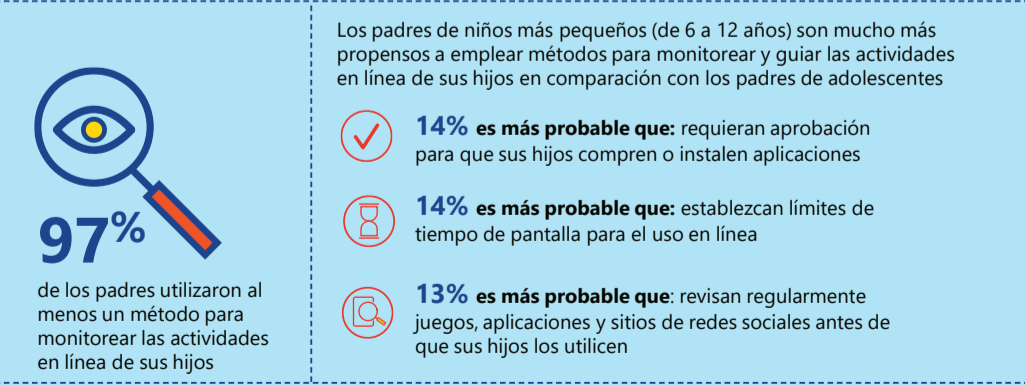 97%
de los padres utilizaron al
menos un método para
monitorear las actividades
en línea de sus hijos
Los padres de niños más pequeños (de 6 a 12 años) son mucho más
propensos a emplear métodos para monitorear y guiar las actividades
en línea de sus hijos en comparación con los padres de adolescentes
14% es más probable que: requieran aprobación
para que sus hijos compren o instalen aplicaciones
14% es más probable que: establezcan límites de
tiempo de pantalla para el uso en línea
13% es más probable que: revisan regularmente
juegos, aplicaciones y sitios de redes sociales antes de
que sus hijos los utilicen